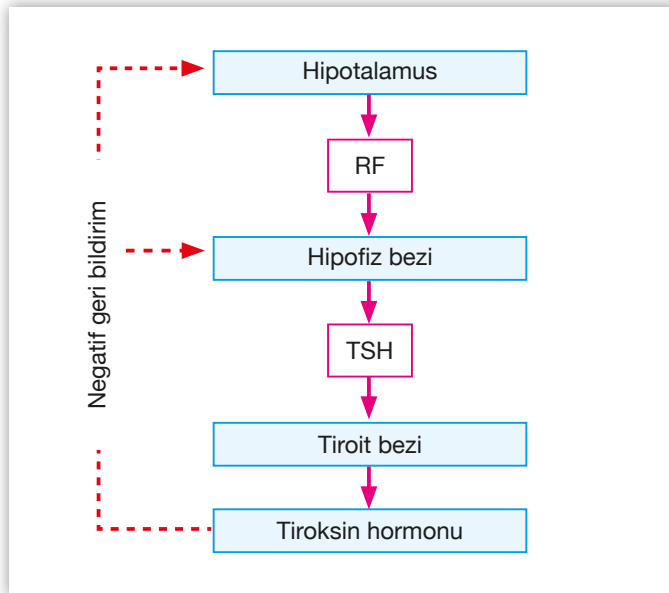 Hipotalamus
RF
Negatif geri bildirim
Hipofiz bezi
TSH
Tiroit bezi
Tiroksin hormonu